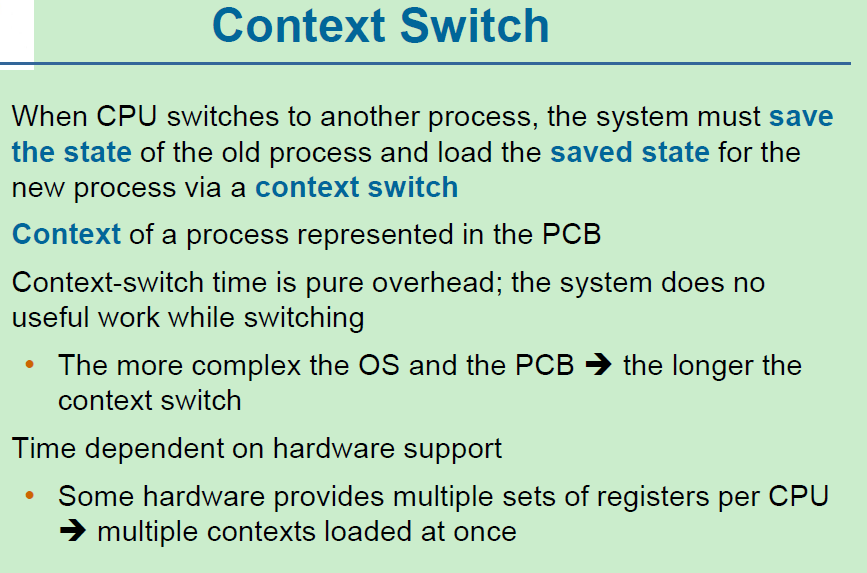 Context Switch
When CPU switches to another process, the system must save
the state of the old process and load the saved state for the
new process via a context switch
Context of a process represented in the PCB
Context-switch time is pure overhead; the system does no
useful work while switching
• The more complex the OS and the PCB ➔ the longer the
context switch
Time dependent on hardware support
• Some hardware provides multiple sets of registers per CPU
➔ multiple contexts loaded at once